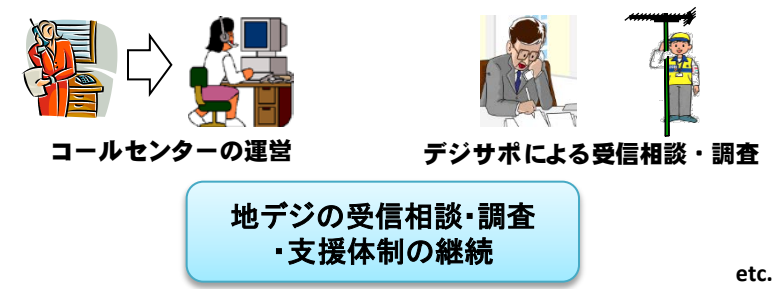 コールセンターの運営
デジサポによる受信相談・調査
地デジの受信相談・調査
・支援体制の継続
etc.